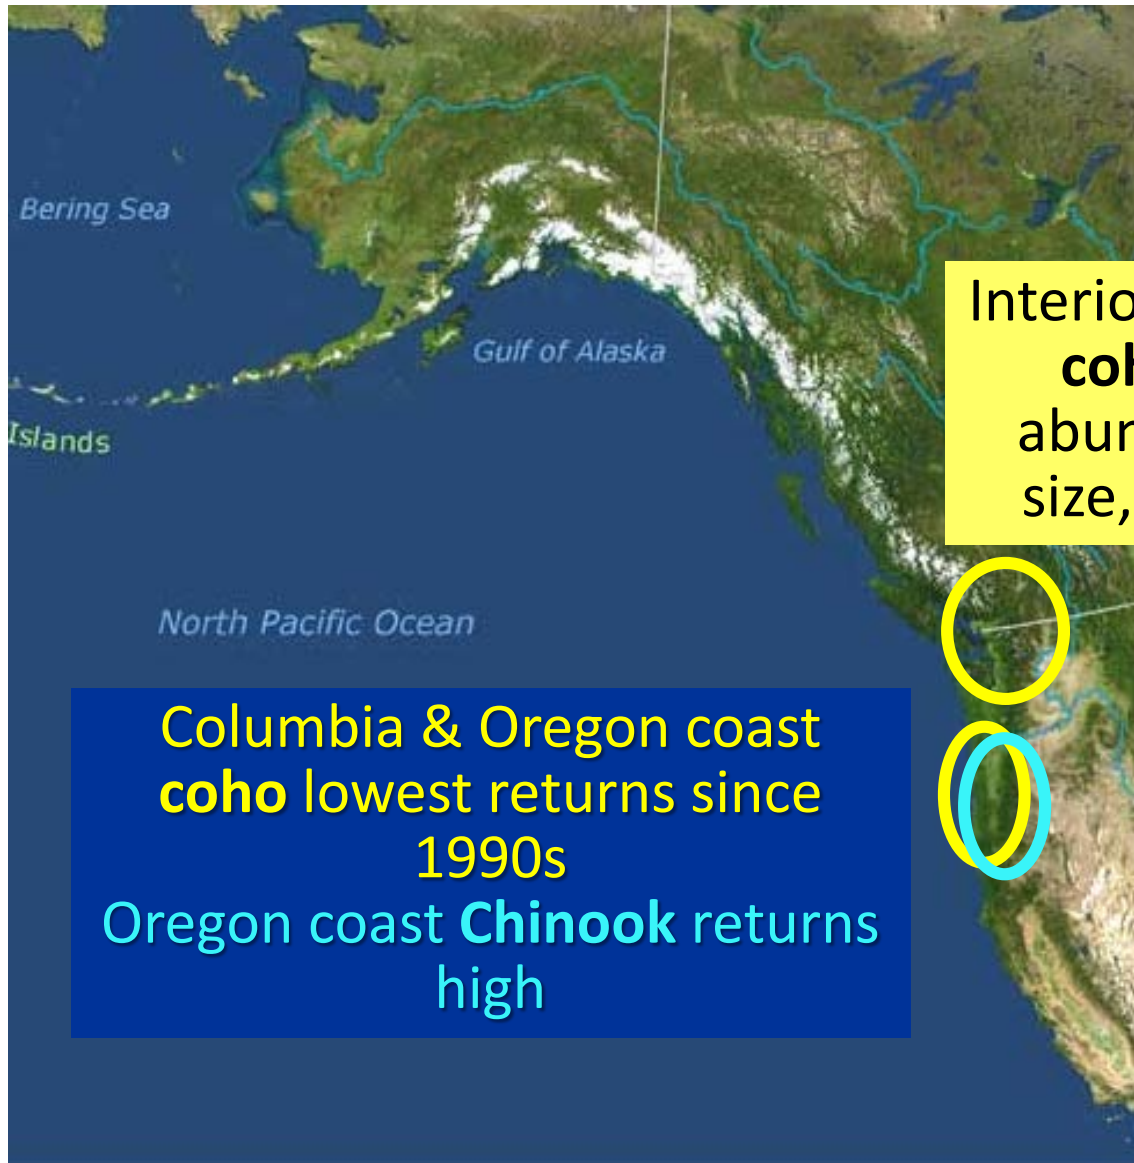 Bering Sea
Gulf of Alaska
Islands
North Pacific Ocean
size,
Columbia & Oregon coast
coho lowest returns since
1990s
Oregon coast Chinook returns
high